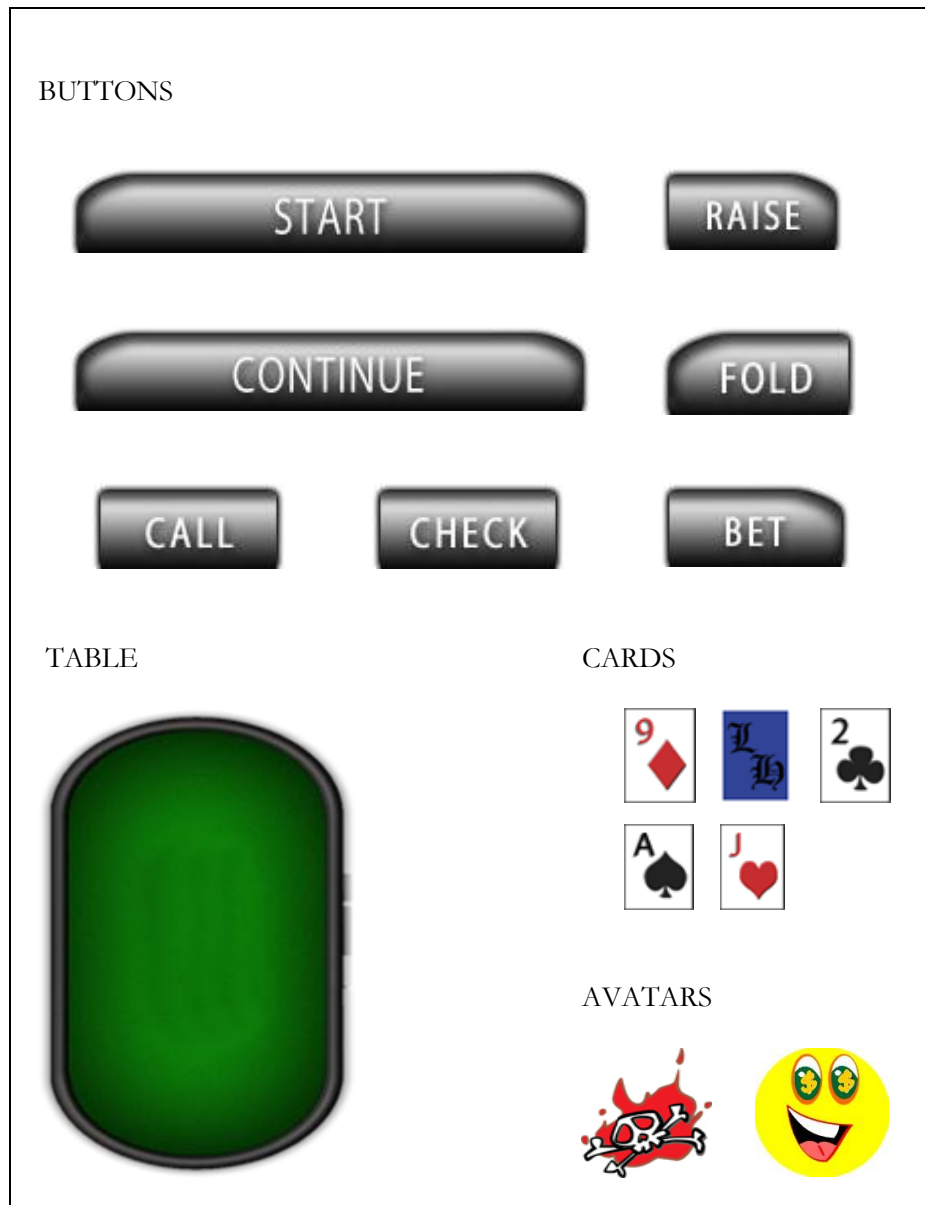 BUTTONS
START
RAISE
CONTINUE
FOLD
CALL
CHECK
BET
TABLE
CARDS
9
L
H
2
A
J
AVATARS
$ $